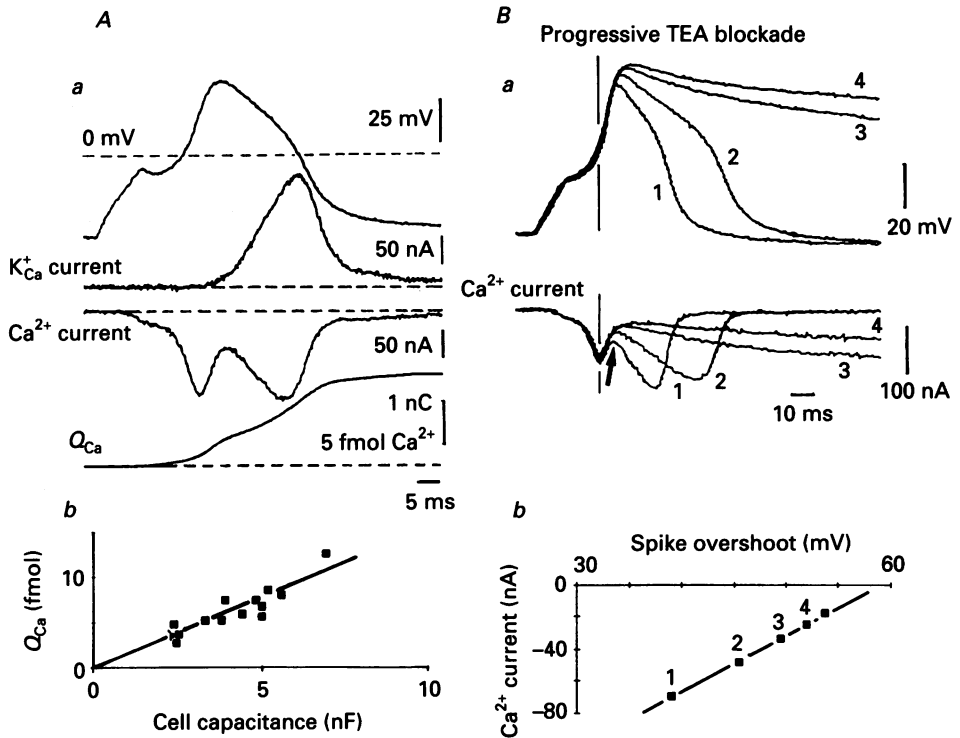 A
a
0 mV
25 mV
K⁺Ca current
50 nA
Ca²⁺ current
50 nA
1 nC
QCa
5 fmol Ca²⁺
5 ms
b
QCa (fmol)
10
0
0
5
10
Cell capacitance (nF)
B
Progressive TEA blockade
a
4
3
2
1
20 mV
Ca²⁺ current
4
3
2
1
100 nA
10 ms
b
Spike overshoot (mV)
30
60
Ca²⁺ current (nA)
0
−40
−80
1
2
3
4